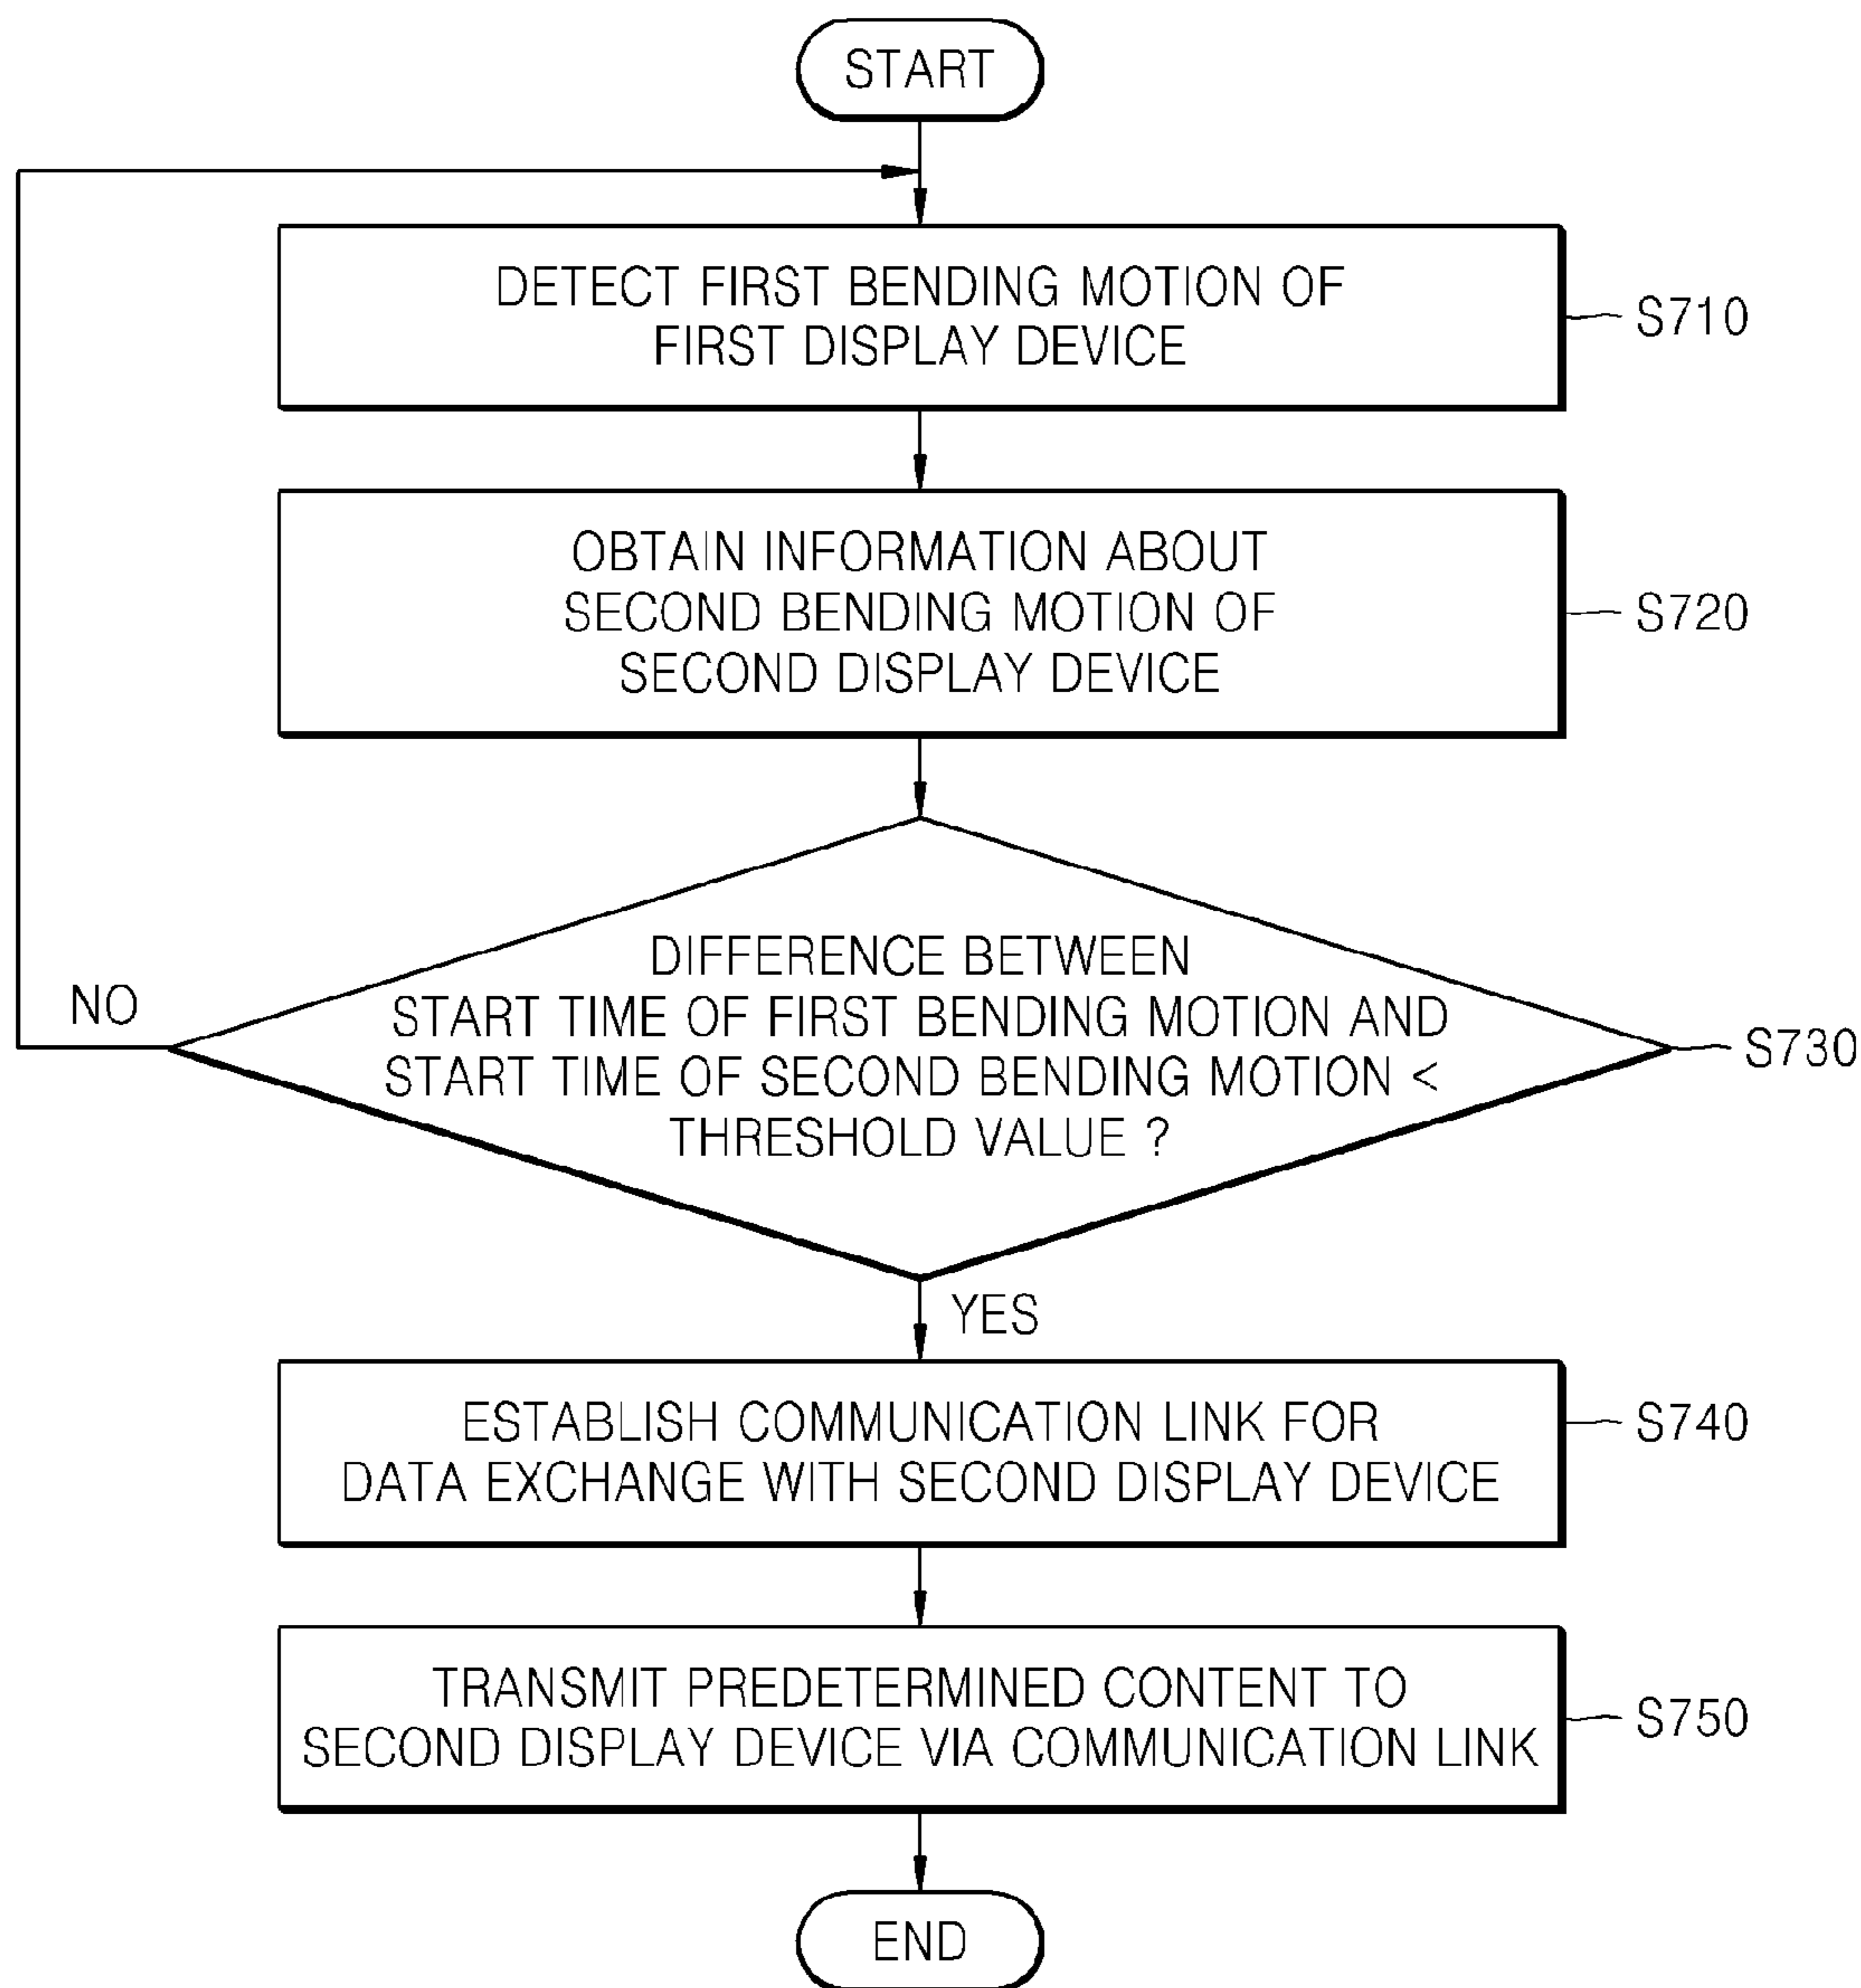 START
DETECT FIRST BENDING MOTION OF
FIRST DISPLAY DEVICE
S710
OBTAIN INFORMATION ABOUT
SECOND BENDING MOTION OF
SECOND DISPLAY DEVICE
S720
DIFFERENCE BETWEEN
START TIME OF FIRST BENDING MOTION AND
START TIME OF SECOND BENDING MOTION <
THRESHOLD VALUE ?
S730
NO
YES
ESTABLISH COMMUNICATION LINK FOR
DATA EXCHANGE WITH SECOND DISPLAY DEVICE
S740
TRANSMIT PREDETERMINED CONTENT TO
SECOND DISPLAY DEVICE VIA COMMUNICATION LINK
S750
END